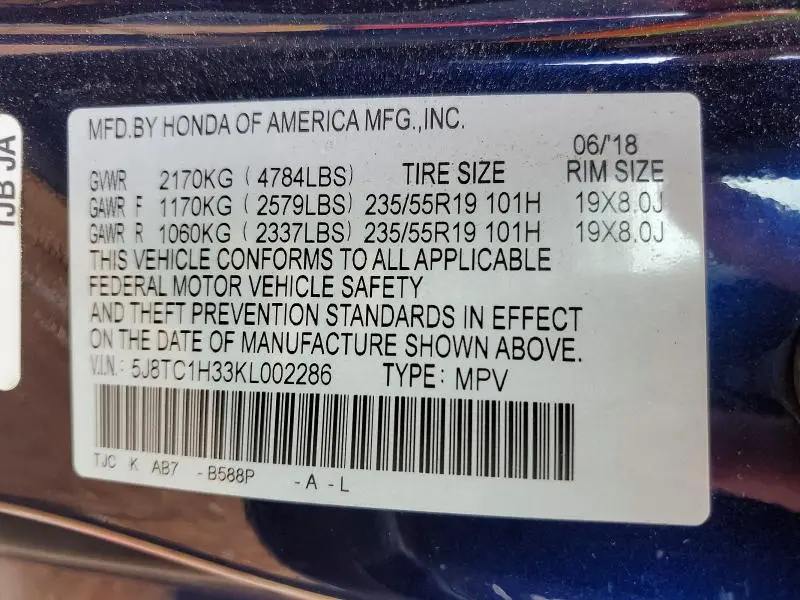 MFD.BY HONDA OF AMERICA MFG.,INC.
06/'18
GVWR 2170KG (4784LBS) TIRE SIZE RIM SIZE
GAWR F 1170KG (2579LBS) 235/55R19 101H 19X8.0J
GAWR R 1060KG (2337LBS) 235/55R19 101H 19X8.0J
THIS VEHICLE CONFORMS TO ALL APPLICABLE
FEDERAL MOTOR VEHICLE SAFETY
AND THEFT PREVENTION STANDARDS IN EFFECT
ON THE DATE OF MANUFACTURE SHOWN ABOVE.
V.I.N.: 5J8TC1H33KL002286 TYPE: MPV
TJC K AB7 -B588P -A -L
TJB JA